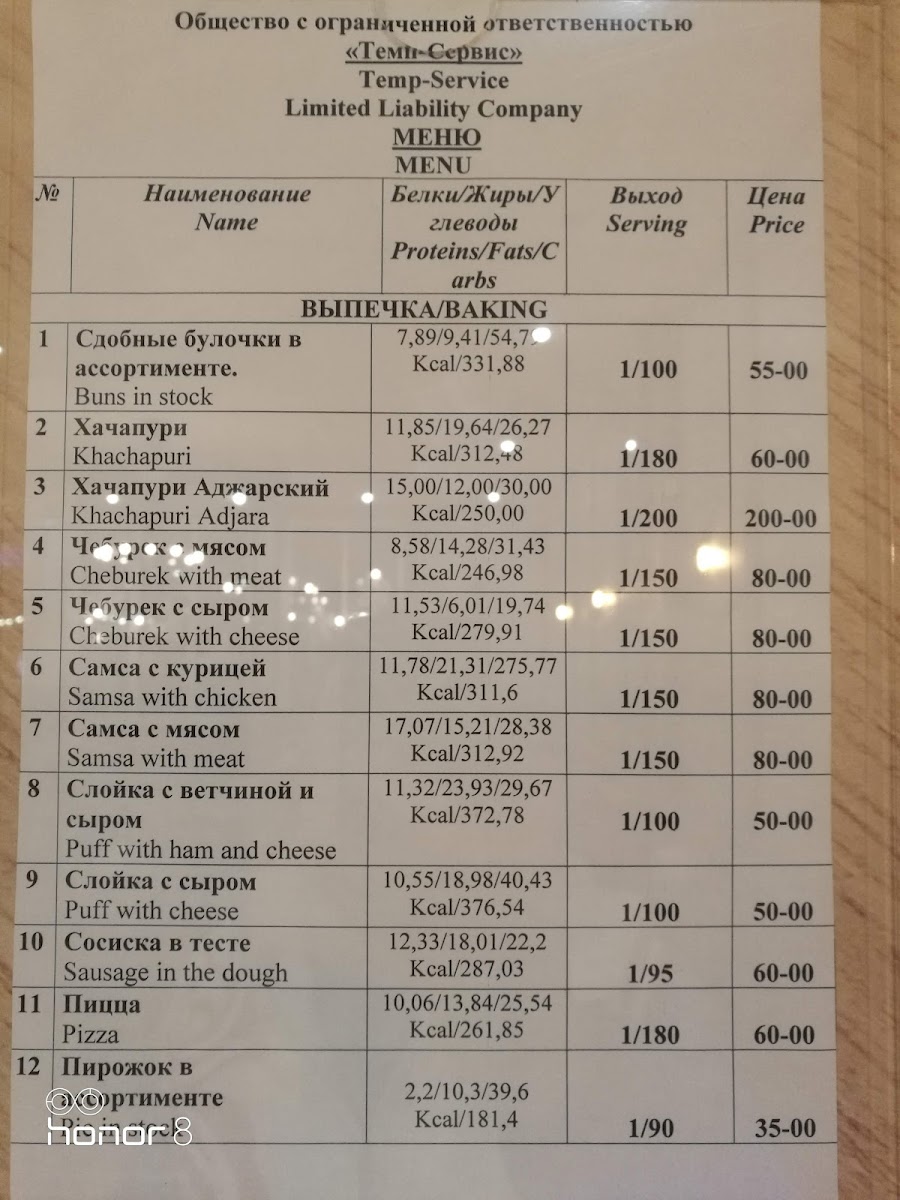 Общество с ограниченной ответственностью
«Темп-Сервис»
Temp-Service
Limited Liability Company
МЕНЮ
MENU
№ Наименование Белки/Жиры/У Выход Цена
Name глеводы Serving Price
Proteins/Fats/C
arbs
ВЫПЕЧКА/BAKING
1 Сдобные булочки в 7,89/9,41/54,7
ассортименте. Kcal/331,88 1/100 55-00
Buns in stock
2 Хачапури 11,85/19,64/26,27
Khachapuri Kcal/312,48 1/180 60-00
3 Хачапури Аджарский 15,00/12,00/30,00
Khachapuri Adjara Kcal/250,00 1/200 200-00
4 Чебурек с мясом 8,58/14,28/31,43
Cheburek with meat Kcal/246,98 1/150 80-00
5 Чебурек с сыром 11,53/6,01/19,74
Cheburek with cheese Kcal/279,91 1/150 80-00
6 Самса с курицей 11,78/21,31/275,77
Samsa with chicken Kcal/311,6 1/150 80-00
7 Самса с мясом 17,07/15,21/28,38
Samsa with meat Kcal/312,92 1/150 80-00
8 Слойка с ветчиной и 11,32/23,93/29,67
сыром Kcal/372,78 1/100 50-00
Puff with ham and cheese
9 Слойка с сыром 10,55/18,98/40,43
Puff with cheese Kcal/376,54 1/100 50-00
10 Сосиска в тесте 12,33/18,01/22,2
Sausage in the dough Kcal/287,03 1/95 60-00
11 Пицца 10,06/13,84/25,54
Pizza Kcal/261,85 1/180 60-00
12 Пирожок в
ассортименте 2,2/10,3/39,6
Pie in stock Kcal/181,4 1/90 35-00
honor 8